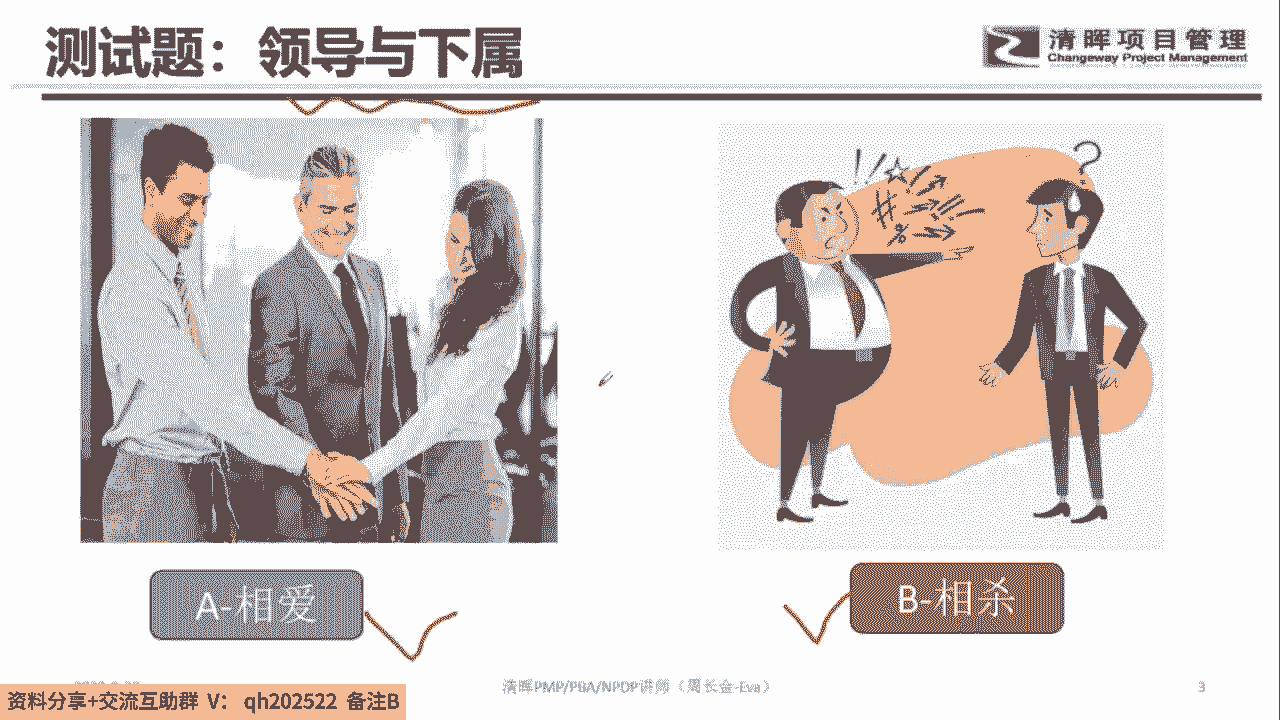 测试题：领导与下属
清晖项目管理
Changeway Project Management
A-相爱
B-相杀
资料分享+交流互助群 V： qh202522 备注B
清晖PMP/PBA/NPDP讲师（周长金-Eva）
3